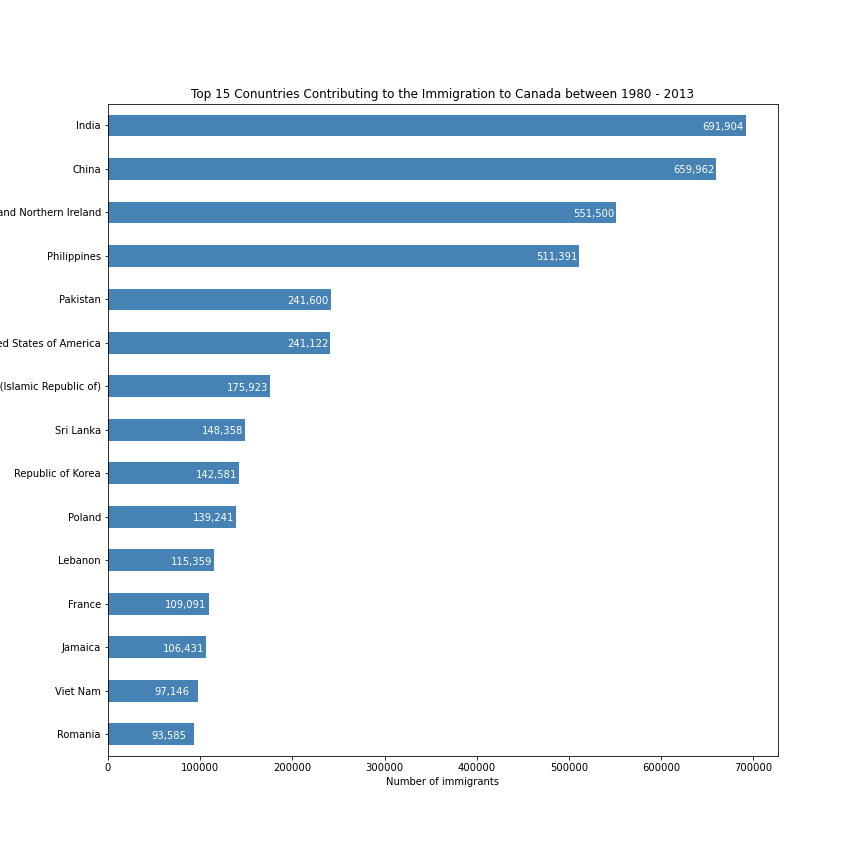 Top 15 Conuntries Contributing to the Immigration to Canada between 1980 - 2013
India 691,904
China 659,962
and Northern Ireland 551,500
Philippines 511,391
Pakistan 241,600
ed States of America 241,122
(Islamic Republic of) 175,923
Sri Lanka 148,358
Republic of Korea 142,581
Poland 139,241
Lebanon 115,359
France 109,091
Jamaica 106,431
Viet Nam 97,146
Romania 93,585
0 100000 200000 300000 400000 500000 600000 700000
Number of immigrants